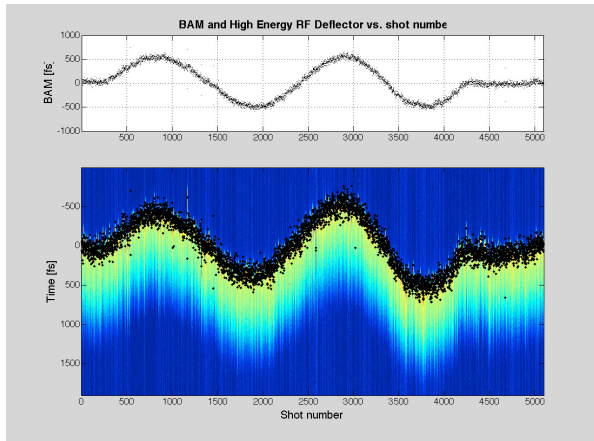 BAM and High Energy RF Deflector vs. shot numbe
1000
500
0
-500
-1000
BAM [fs]
500 1000 1500 2000 2500 3000 3500 4000 4500 5000
-500
0
500
1000
1500
Time [fs]
0 500 1000 1500 2000 2500 3000 3500 4000 4500 5000
Shot number